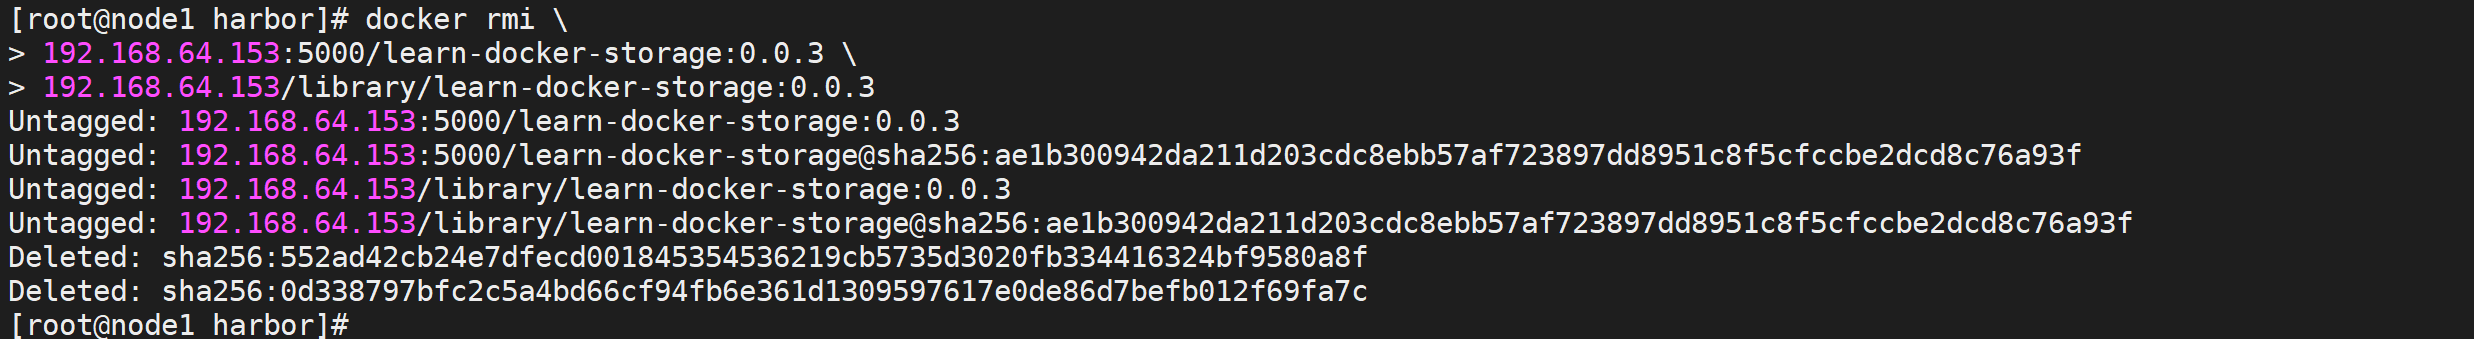 [root@node1 harbor]# docker rmi \
> 192.168.64.153:5000/learn-docker-storage:0.0.3 \
> 192.168.64.153/library/learn-docker-storage:0.0.3
Untagged: 192.168.64.153:5000/learn-docker-storage:0.0.3
Untagged: 192.168.64.153:5000/learn-docker-storage@sha256:ae1b300942da211d203cdc8ebb57af723897dd8951c8f5cfccbe2dcd8c76a93f
Untagged: 192.168.64.153/library/learn-docker-storage:0.0.3
Untagged: 192.168.64.153/library/learn-docker-storage@sha256:ae1b300942da211d203cdc8ebb57af723897dd8951c8f5cfccbe2dcd8c76a93f
Deleted: sha256:552ad42cb24e7dfecd001845354536219cb5735d3020fb334416324bf9580a8f
Deleted: sha256:0d338797bfc2c5a4bd66cf94fb6e361d1309597617e0de86d7befb012f69fa7c
[root@node1 harbor]#